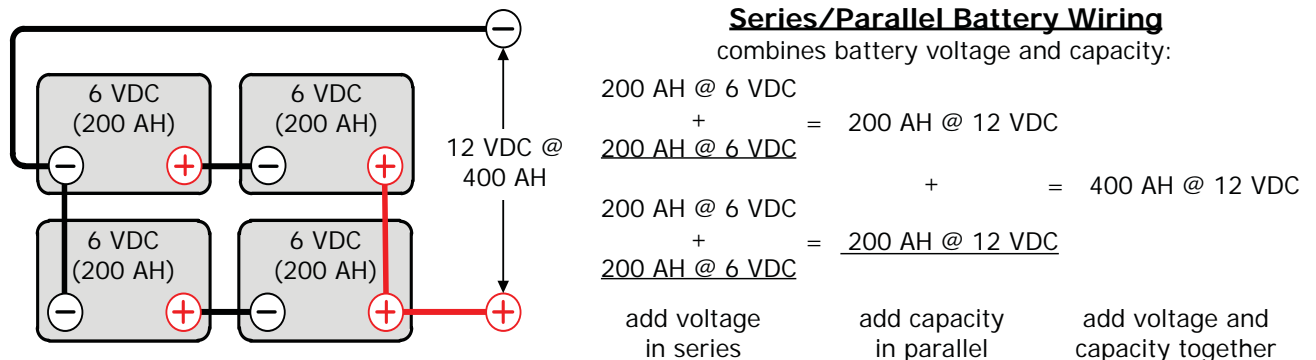 −
6 VDC
(200 AH)
− +
6 VDC
(200 AH)
− +
6 VDC
(200 AH)
− +
6 VDC
(200 AH)
− +
12 VDC @
400 AH
+
Series/Parallel Battery Wiring
combines battery voltage and capacity:
200 AH @ 6 VDC
+
200 AH @ 6 VDC
= 200 AH @ 12 VDC
+
200 AH @ 6 VDC
+
200 AH @ 6 VDC
= 200 AH @ 12 VDC
= 400 AH @ 12 VDC
add voltage
in series
add capacity
in parallel
add voltage and
capacity together